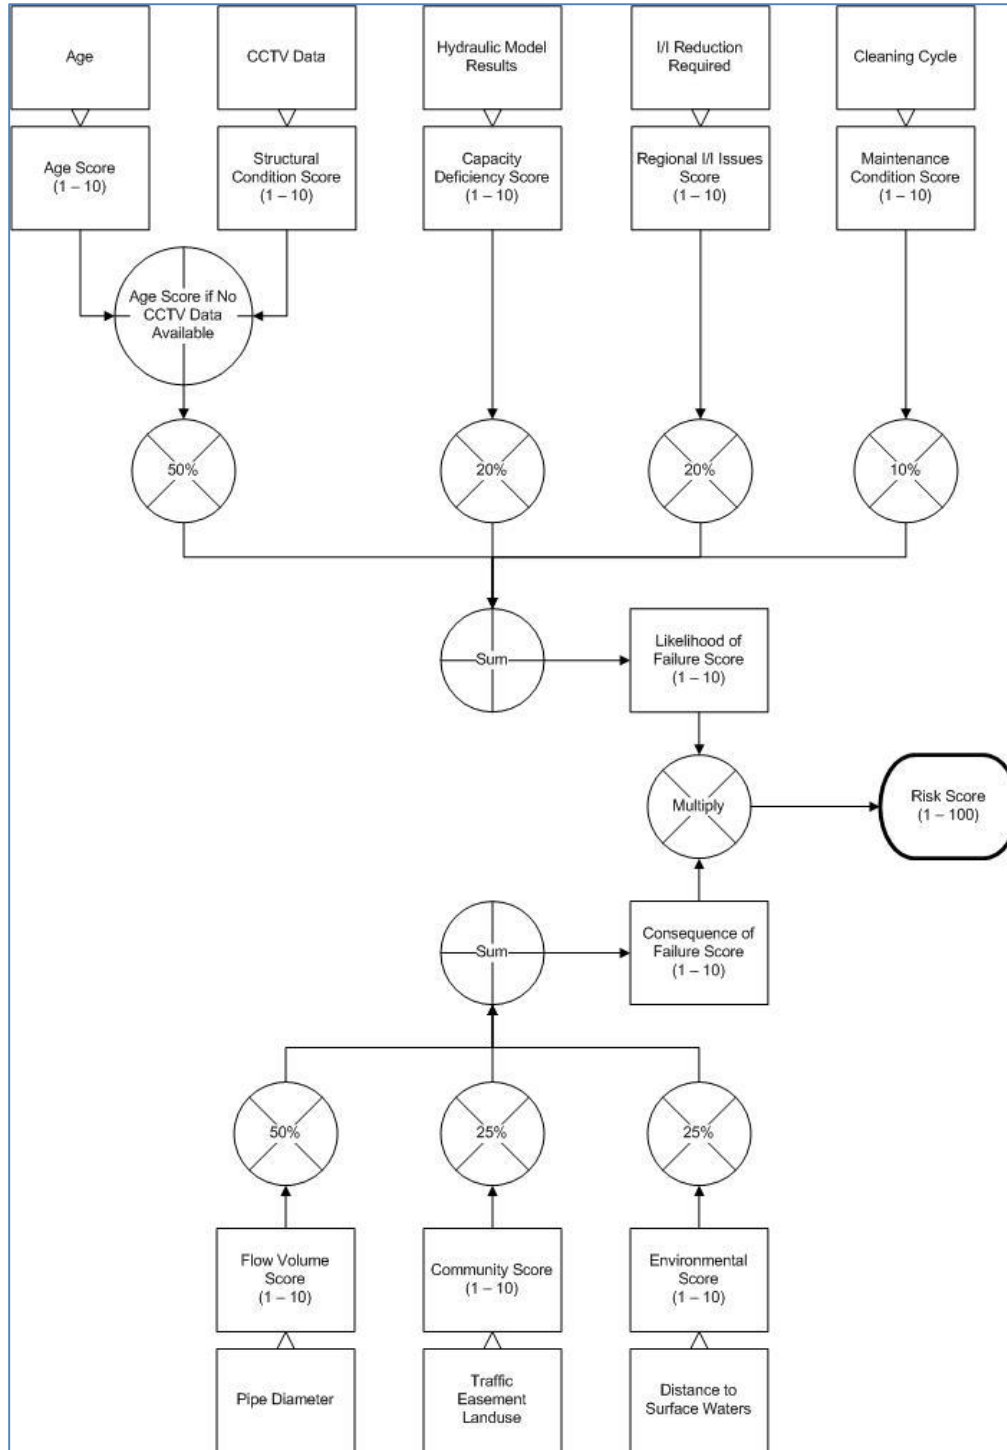 Age
CCTV Data
Hydraulic Model
Results
I/I Reduction
Required
Cleaning Cycle
Age Score
(1 – 10)
Structural
Condition Score
(1 – 10)
Capacity
Deficiency Score
(1 – 10)
Regional I/I Issues
Score
(1 – 10)
Maintenance
Condition Score
(1 – 10)
Age Score if No
CCTV Data
Available
50%
20%
20%
10%
Sum
Likelihood of
Failure Score
(1 – 10)
Multiply
Risk Score
(1 – 100)
Sum
Consequence of
Failure Score
(1 – 10)
50%
25%
25%
Flow Volume
Score
(1 – 10)
Community Score
(1 – 10)
Environmental
Score
(1 – 10)
Pipe Diameter
Traffic
Easement
Landuse
Distance to
Surface Waters